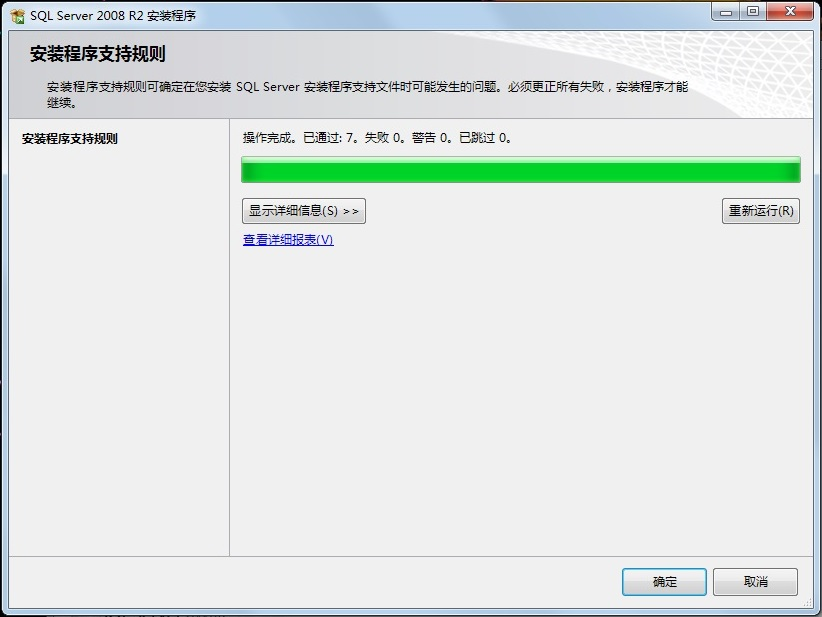 SQL Server 2008 R2 安装程序
安装程序支持规则
安装程序支持规则可确定在您安装 SQL Server 安装程序支持文件时可能发生的问题。必须更正所有失败，安装程序才能
继续。
安装程序支持规则
操作完成。已通过: 7。失败 0。警告 0。已跳过 0。
显示详细信息(S) >>
重新运行(R)
查看详细报表(V)
确定
取消